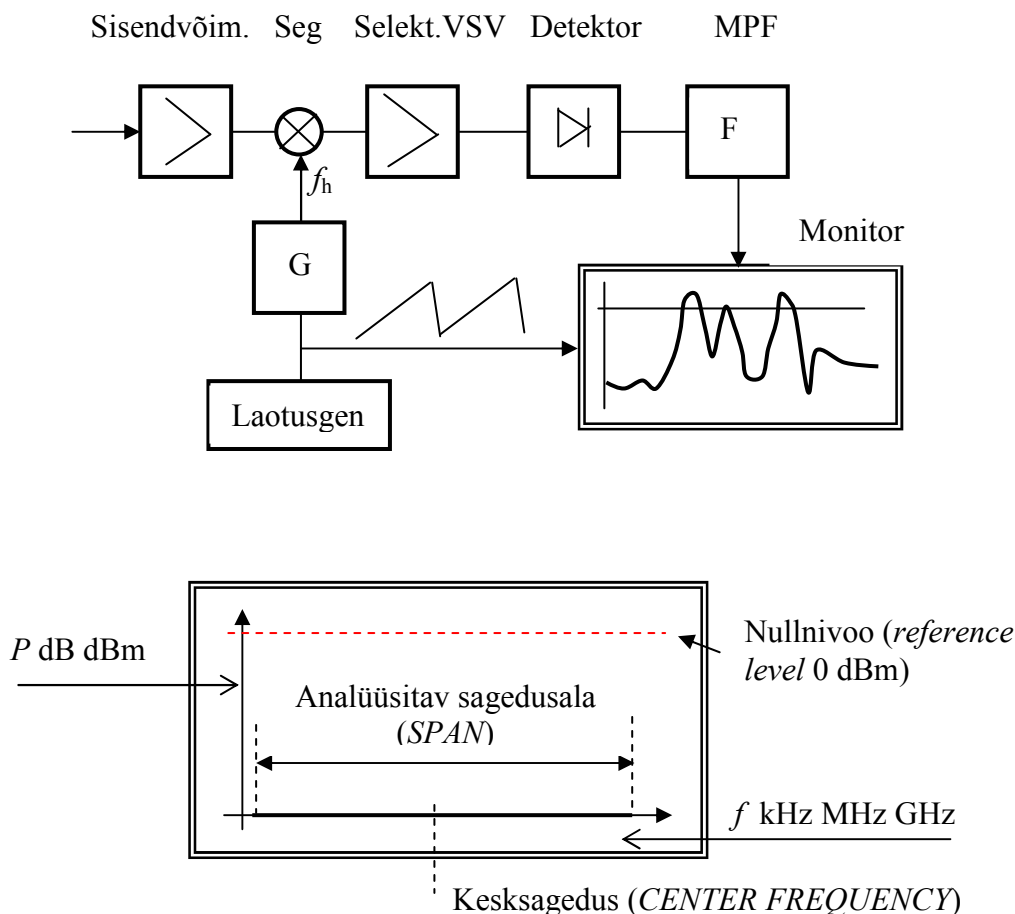 Sisendvõim. Seg Selekt.VSV Detektor MPF
F
fh
G
Monitor
Laotusgen
P dB dBm
Nullnivoo (reference
level 0 dBm)
Analüüsitav sagedusala
(SPAN)
f kHz MHz GHz
Kesksagedus (CENTER FREQUENCY)